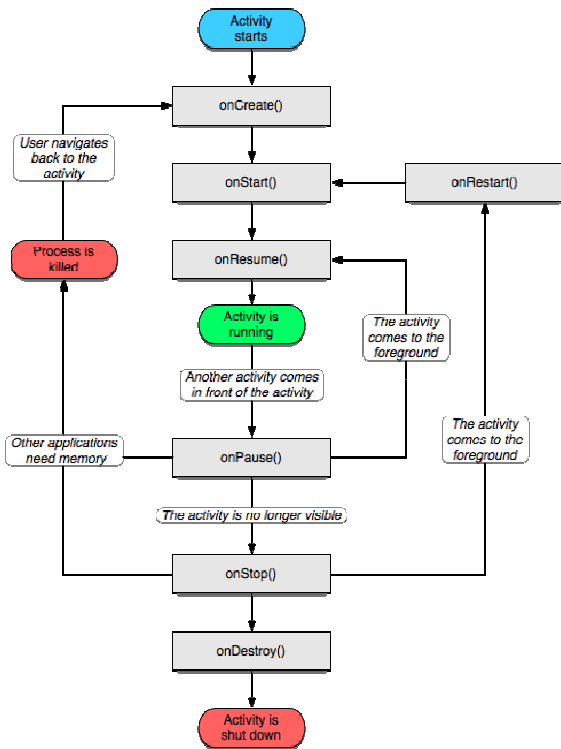 Activity
starts
onCreate()
User navigates
back to the
activity
onStart()
onRestart()
Process is
killed
onResume()
Activity is
running
The activity
comes to the
foreground
Another activity comes
in front of the activity
The activity
comes to the
foreground
Other applications
need memory
onPause()
The activity is no longer visible
onStop()
onDestroy()
Activity is
shut down